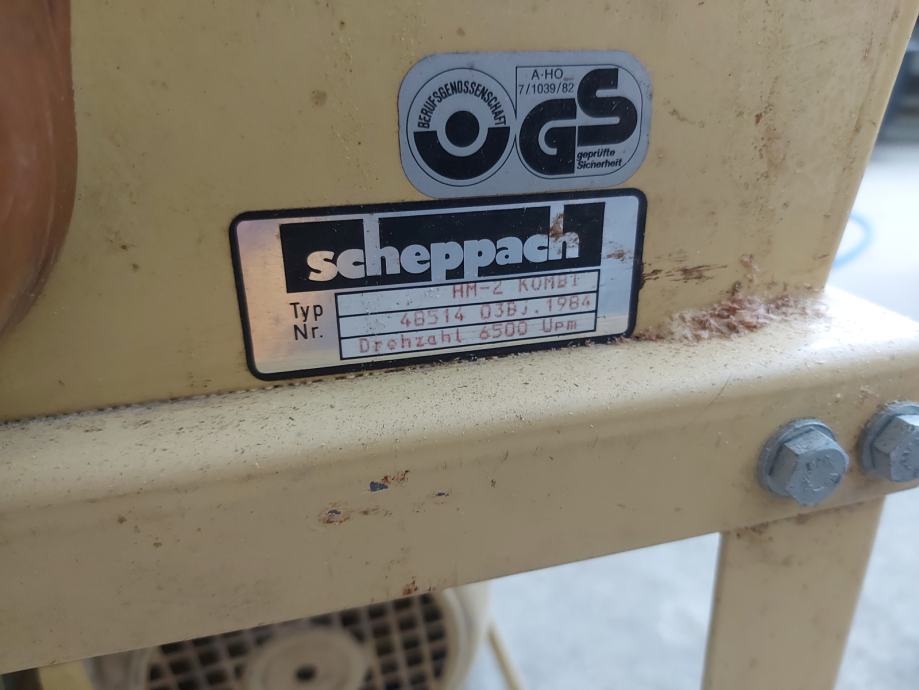 BERUFSGENOSSENSCHAFT
A-HO
7/1039/82
GS
geprüfte
Sicherheit
scheppach
Typ HM-2 KOMBI
Nr. 48514 03BJ.1984
Drehzahl 6500 Upm